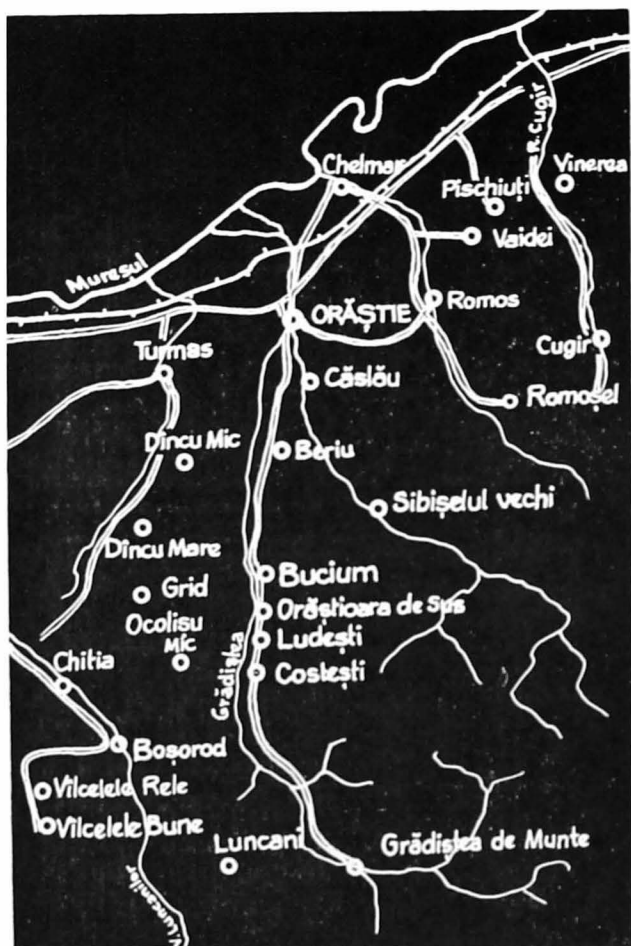 R. Cugir
Chelmar
Vinerea
Pischiuți
Vaidei
Mureșul
ORĂȘTIE
Romos
Turmas
Cugir
Căslău
Romoșel
Dîncu Mic
Beriu
Sibișelul vechi
Dîncu Mare
Bucium
Grid
Orăștioara de Sus
Ocolisu
Mic
Ludești
Chitia
Costești
Grădiștea
Boșorod
Vîlcelele Rele
Vîlcelele Bune
Luncani
Grădiștea de Munte
V. Luncanilor